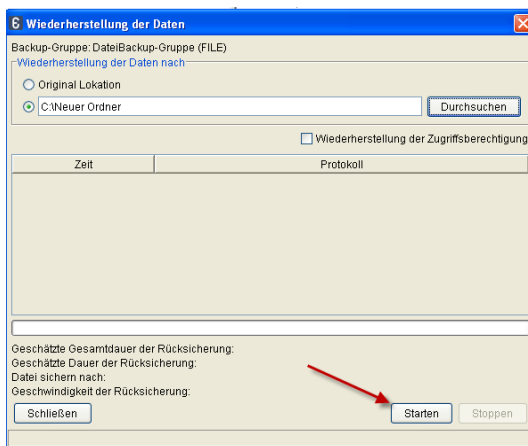 Wiederherstellung der Daten
Backup-Gruppe: DateiBackup-Gruppe (FILE)
Wiederherstellung der Daten nach
Original Lokation
C:\Neuer Ordner
Durchsuchen
Wiederherstellung der Zugriffsberechtigung
Zeit Protokoll
Geschätzte Gesamtdauer der Rücksicherung:
Geschätzte Dauer der Rücksicherung:
Datei sichern nach:
Geschwindigkeit der Rücksicherung:
Schließen Starten Stoppen